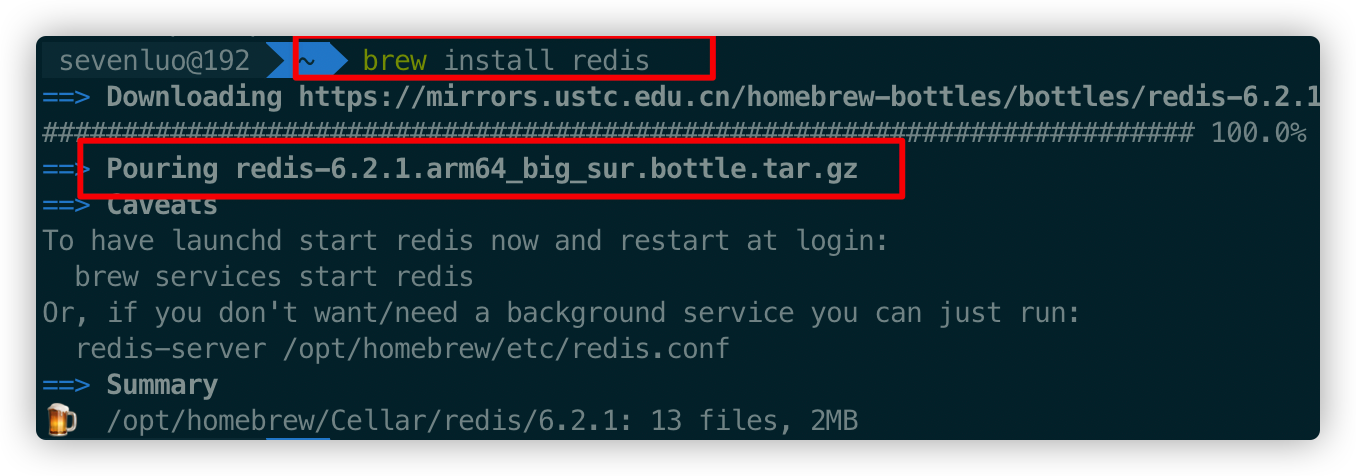 sevenluo@192 ~ brew install redis
==> Downloading https://mirrors.ustc.edu.cn/homebrew-bottles/bottles/redis-6.2.1
######################################################################## 100.0%
==> Pouring redis-6.2.1.arm64_big_sur.bottle.tar.gz
==> Caveats
To have launchd start redis now and restart at login:
  brew services start redis
Or, if you don't want/need a background service you can just run:
  redis-server /opt/homebrew/etc/redis.conf
==> Summary
🍺  /opt/homebrew/Cellar/redis/6.2.1: 13 files, 2MB